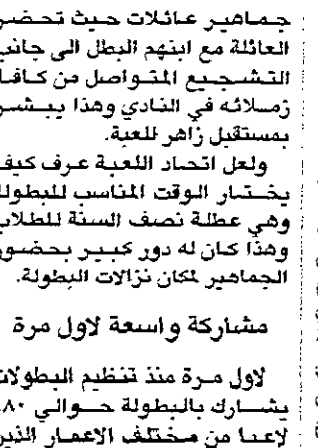 جماهير عائلات حيث تحضر
العائلة مع ابنهم البطل الى جانب
التشجيع المتواصل من كافة
زملائه في النادي وهذا يبشر
بمستقبل زاهر للعبة.
ولعل اتحاد اللعبة عرف كيف
يختار الوقت المناسب للبطولة
وهي عطلة نصف السنة للطلاب
وهذا كان له دور كبير بحضور
الجماهير لمكان نزالات البطولة.
مشاركة واسعة لاول مرة
لاول مرة منذ تنظيم البطولات
يشارك بالبطولة حوالي ٨٠
لاعبا من مختلف الاعمار الذين